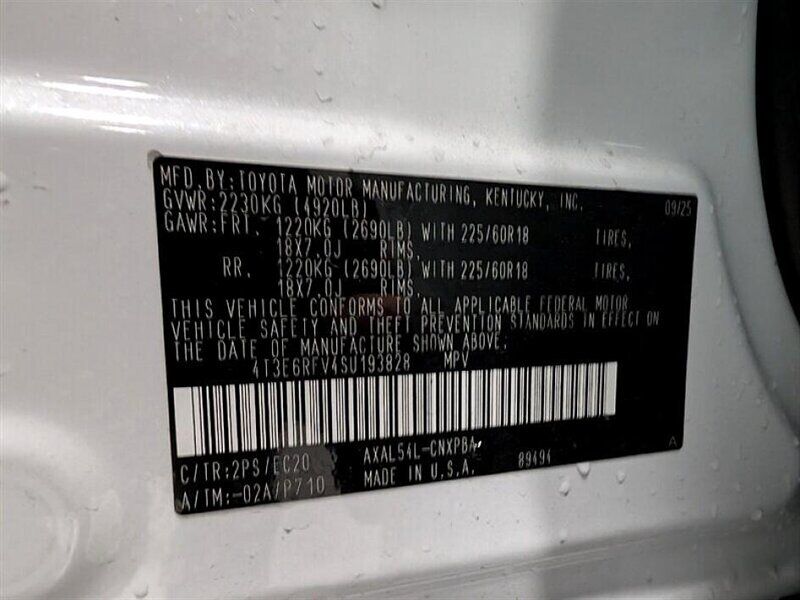 MFD. BY: TOYOTA MOTOR MANUFACTURING, KENTUCKY, INC. 09/25
GVWR: 2230KG (4920LB)
GAWR: FRT. 1220KG (2690LB) WITH 225/60R18 TIRES,
18X7.0J RIMS,
RR. 1220KG (2690LB) WITH 225/60R18 TIRES,
18X7.0J RIMS,
THIS VEHICLE CONFORMS TO ALL APPLICABLE FEDERAL MOTOR
VEHICLE SAFETY AND THEFT PREVENTION STANDARDS IN EFFECT ON
THE DATE OF MANUFACTURE SHOWN ABOVE.
4T3E6RFV4SU193828 MPV
C/TR: 2PS/EC20 AXAL54L-CNXPBA 89494 A
A/TM: -02A/P710 MADE IN U.S.A.